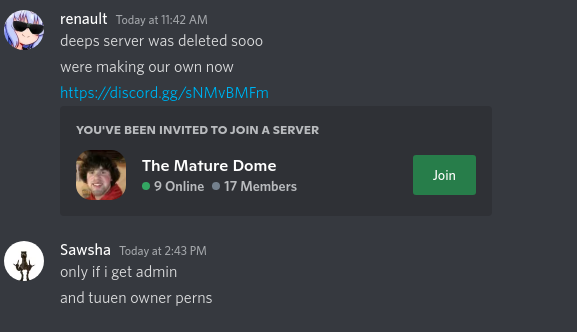 renault Today at 11:42 AM
deeps server was deleted sooo
were making our own now
https://discord.gg/sNMvBMFm
YOU'VE BEEN INVITED TO JOIN A SERVER
The Mature Dome
9 Online 17 Members
Join
Sawsha Today at 2:43 PM
only if i get admin
and tuuen owner perns